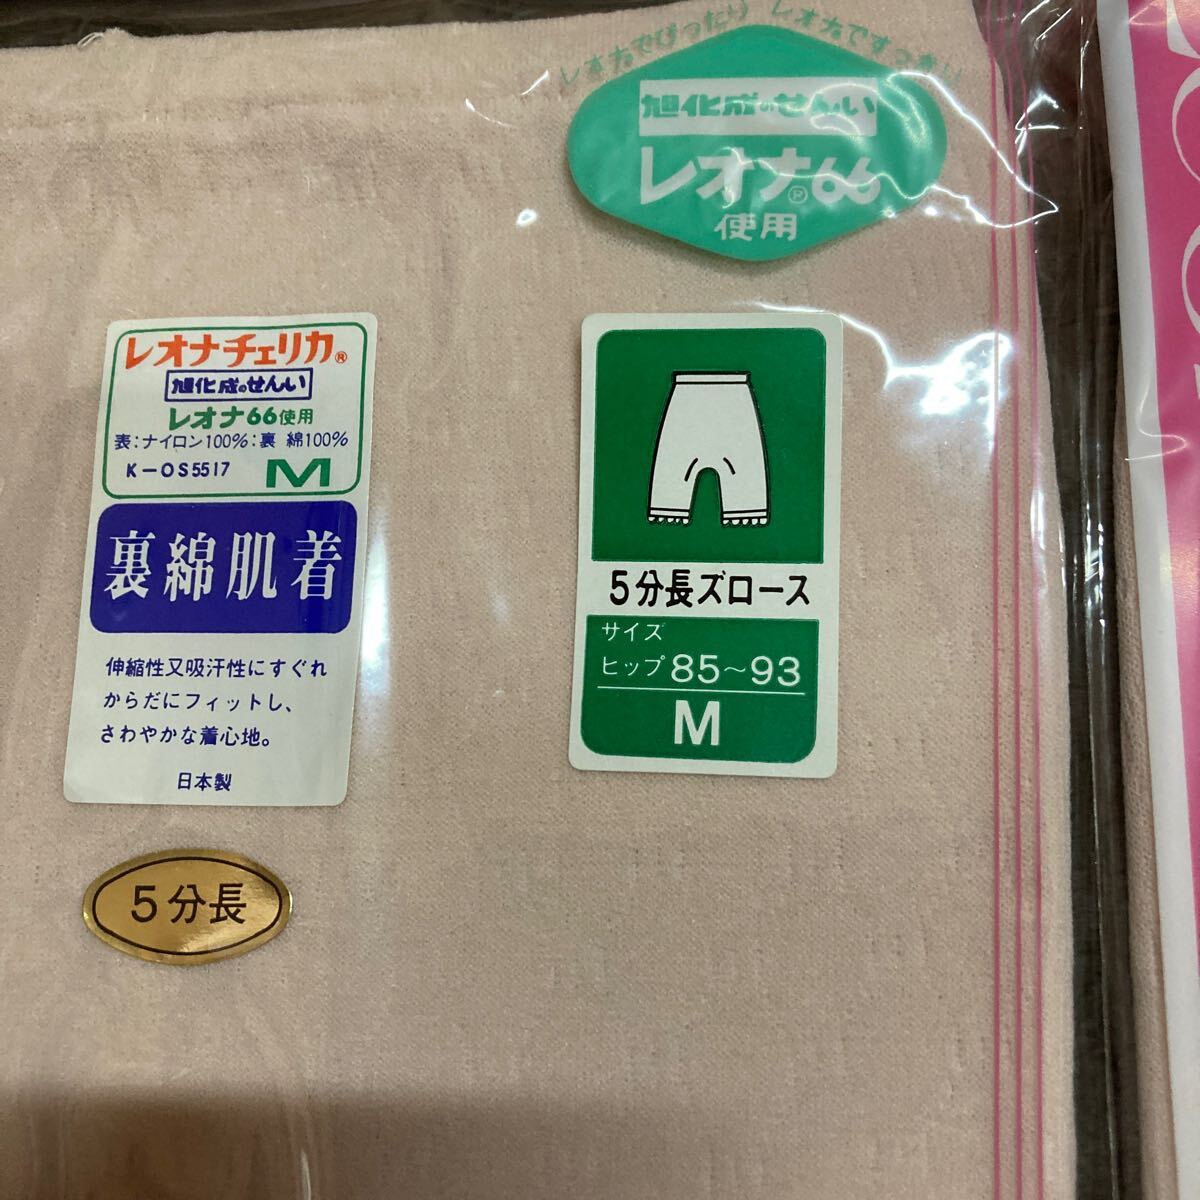 レオナでぴったり レオナですっきり
旭化成のせんい
レオナ®66
使用
レオナチェリカ®
旭化成のせんい
レオナ66使用
表:ナイロン100%:裏 綿100%
K-OS5517 M
裏綿肌着
伸縮性又吸汗性にすぐれ
からだにフィットし、
さわやかな着心地。
日本製
5分長
5分長ズロース
サイズ
ヒップ 85〜93
M